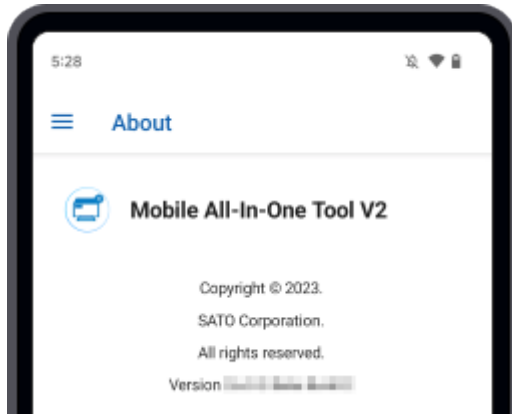 5:28
About
Mobile All-In-One Tool V2
Copyright © 2023.
SATO Corporation.
All rights reserved.
Version